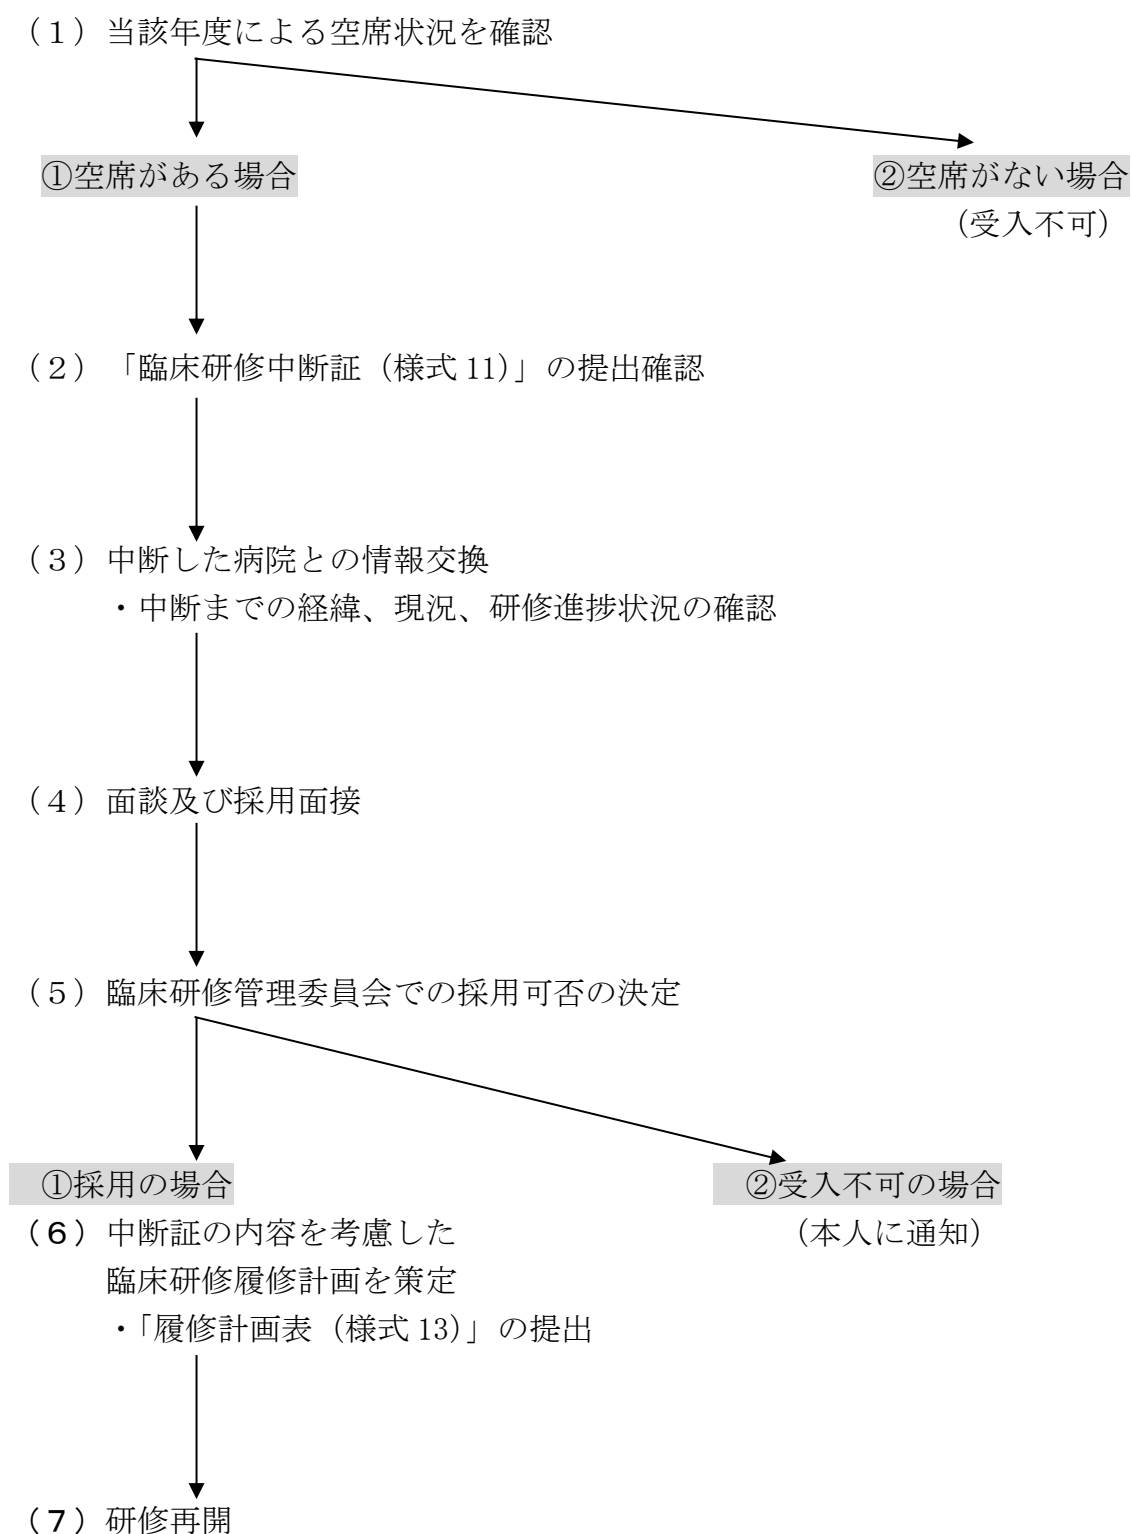 (１) 当該年度による空席状況を確認
①空席がある場合 ②空席がない場合
(受入不可)
(２) 「臨床研修中断証（様式 11）」の提出確認
(３) 中断した病院との情報交換
・中断までの経緯、現況、研修進捗状況の確認
(４) 面談及び採用面接
(５) 臨床研修管理委員会での採用可否の決定
①採用の場合 ②受入不可の場合
(６) 中断証の内容を考慮した (本人に通知)
臨床研修履修計画を策定
・「履修計画表（様式 13）」の提出
(７) 研修再開